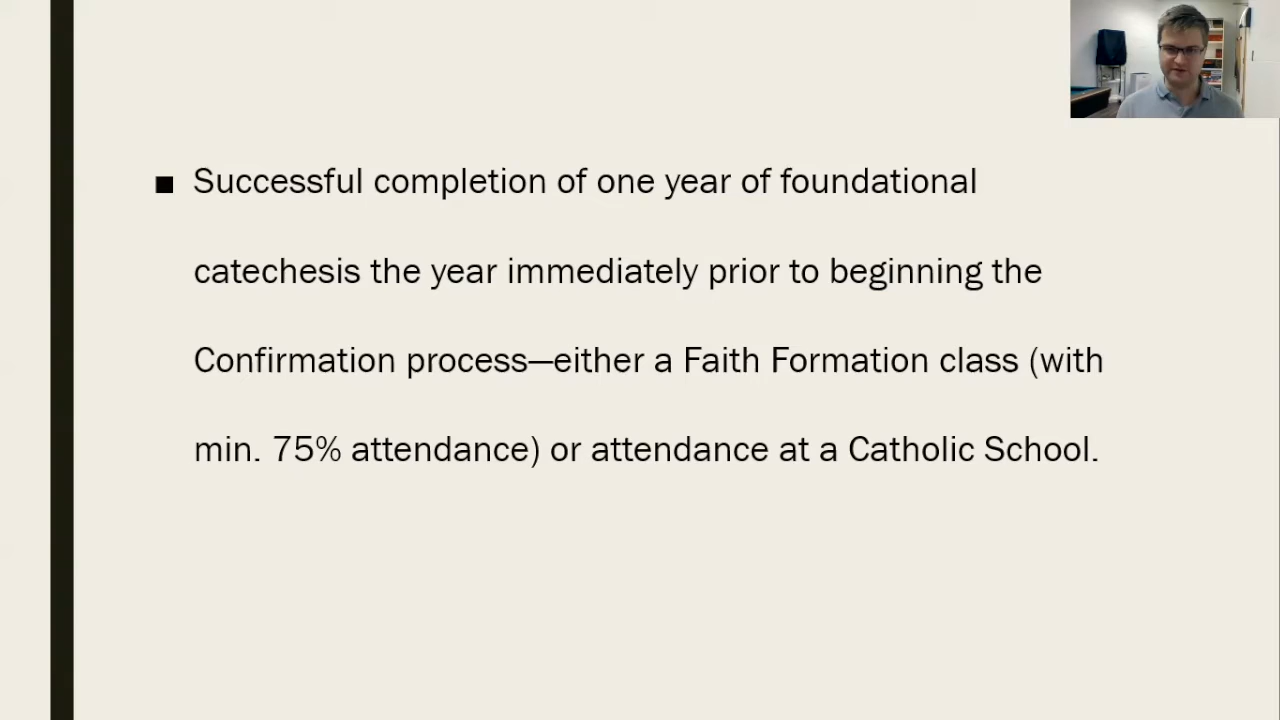 Successful completion of one year of foundational
catechesis the year immediately prior to beginning the
Confirmation process—either a Faith Formation class (with
min. 75% attendance) or attendance at a Catholic School.